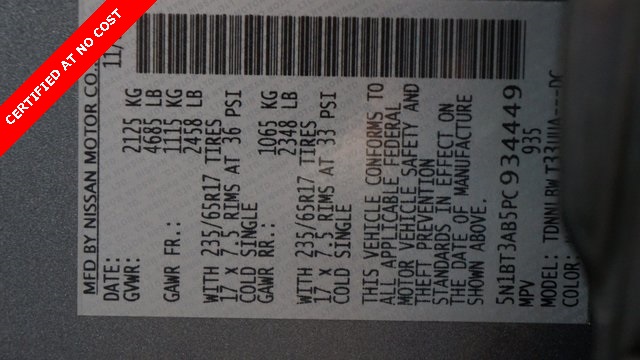 CERTIFIED AT NO COST
MFD BY NISSAN MOTOR CO.
DATE: 11/
GVWR: 2125 KG
4685 LB
GAWR FR.: 1115 KG
2458 LB
WITH 235/65R17 TIRES
17 X 7.5 RIMS AT 36 PSI
COLD SINGLE
GAWR RR.: 1065 KG
2348 LB
WITH 235/65R17 TIRES
17 X 7.5 RIMS AT 33 PSI
COLD SINGLE
THIS VEHICLE CONFORMS TO
ALL APPLICABLE FEDERAL
MOTOR VEHICLE SAFETY AND
THEFT PREVENTION
STANDARDS IN EFFECT ON
THE DATE OF MANUFACTURE
SHOWN ABOVE.
5N1BT3AB5PC934449
MPV 935
MODEL:
COLOR: